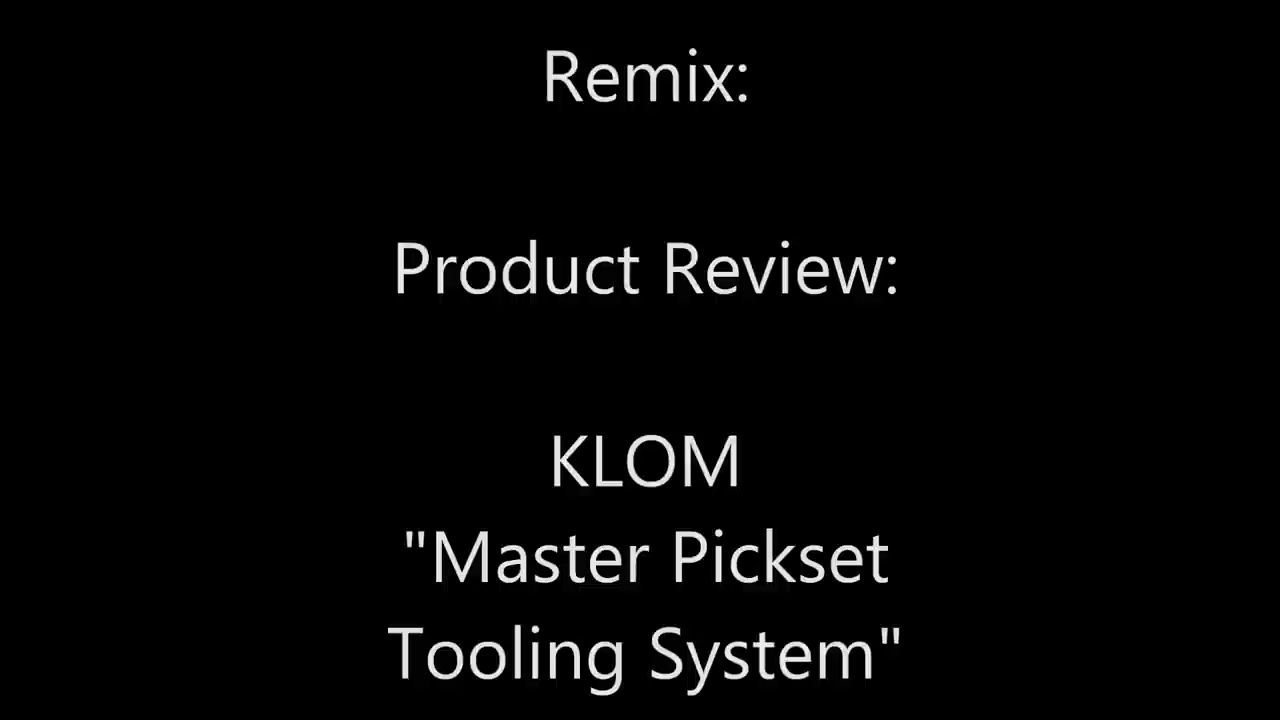 Remix:
Product Review:
KLOM
"Master Pickset
Tooling System"